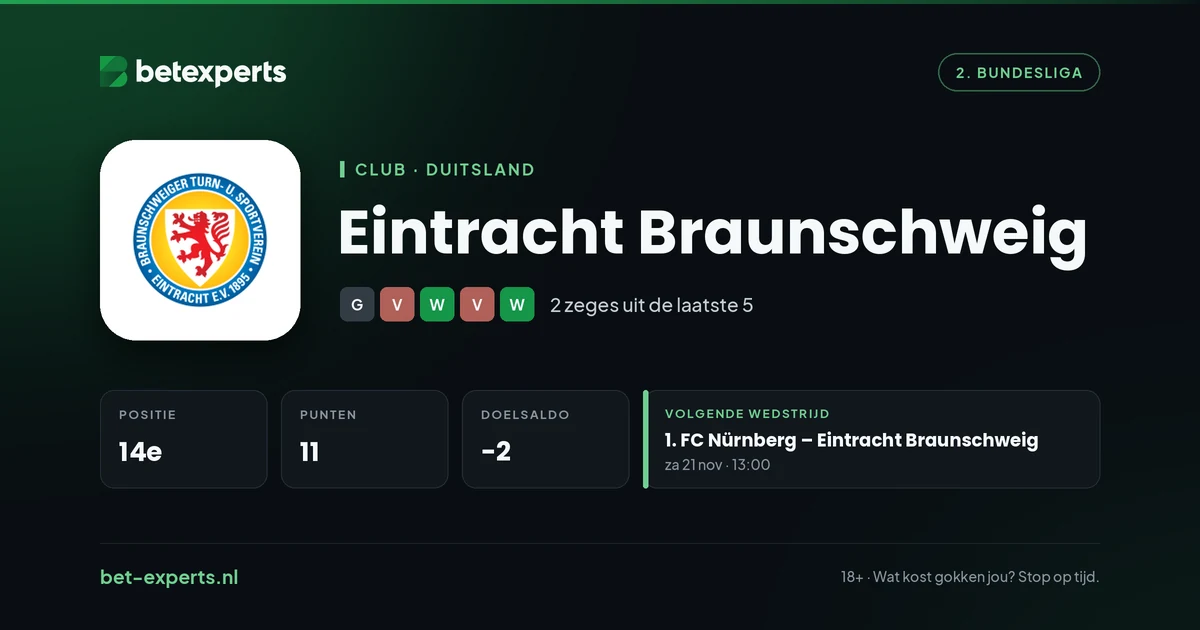 betexperts
2. BUNDESLIGA
BRAUNSCHWEIGER TURN- U. SPORTVEREIN
• EINTRACHT E.V. 1895 •
CLUB · DUITSLAND
Eintracht Braunschweig
G V W V W 2 zeges uit de laatste 5
POSITIE
14e
PUNTEN
11
DOELSALDO
-2
VOLGENDE WEDSTRIJD
1. FC Nürnberg – Eintracht Braunschweig
za 21 nov · 13:00
bet-experts.nl
18+ · Wat kost gokken jou? Stop op tijd.